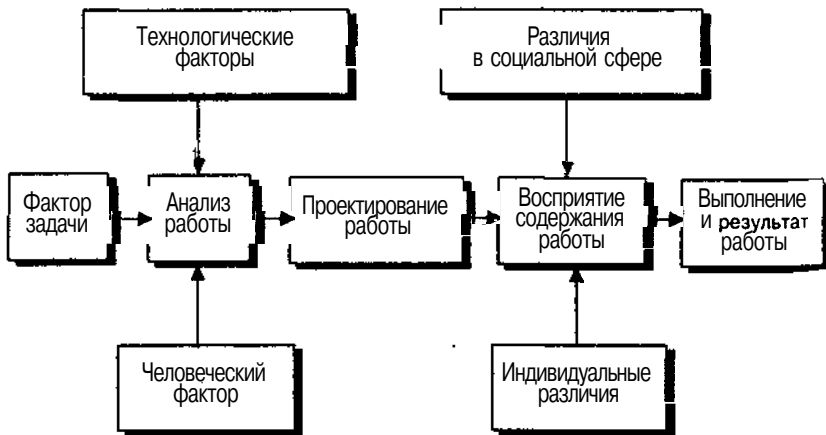 Технологические
факторы
Различия
в социальной сфере
Фактор
задачи
Анализ
работы
Проектирование
работы
Восприятие
содержания
работы
Выполнение
и результат
работы
Человеческий
фактор
Индивидуальные
различия